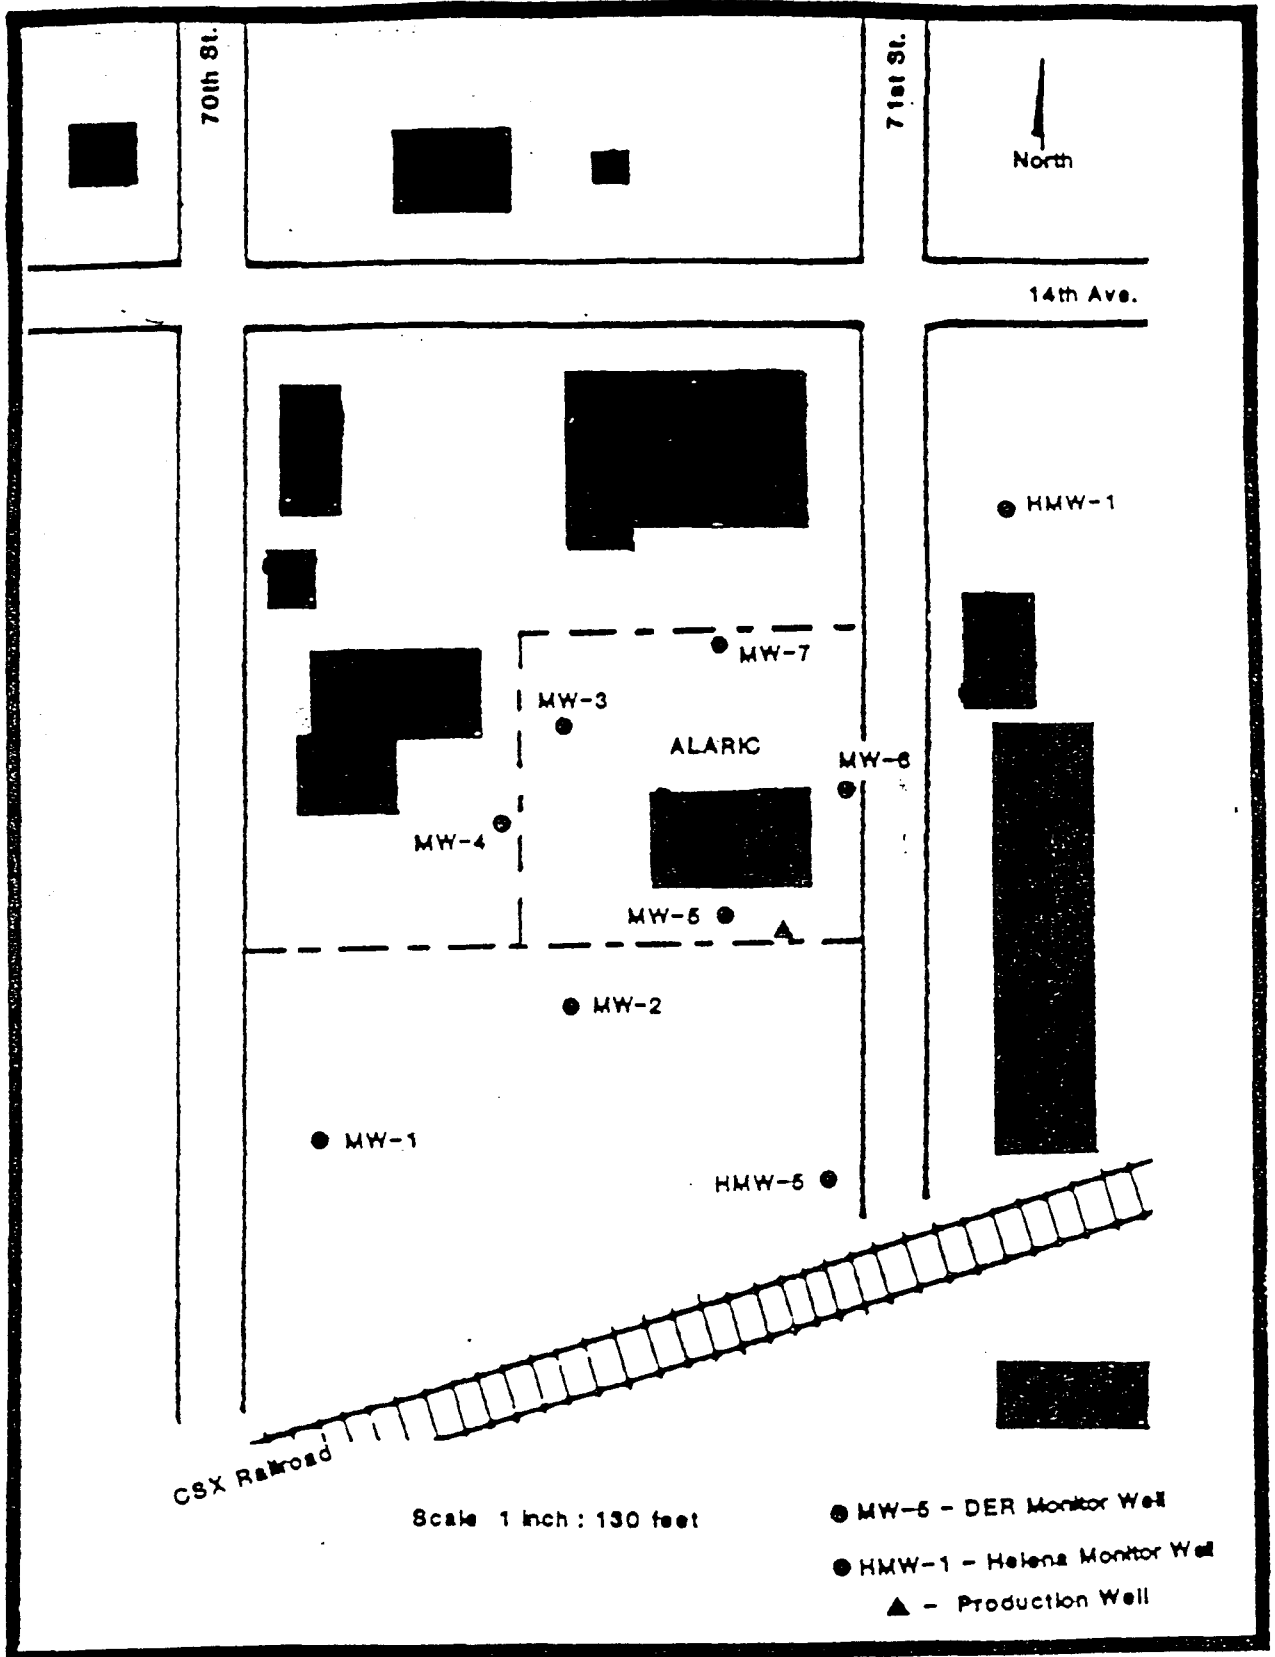 70th St.
71st St.
North
14th Ave.
HMW-1
MW-7
MW-3
ALARIC
MW-6
MW-4
MW-5
MW-2
MW-1
HMW-5
CSX Railroad
Scale 1 inch : 130 feet
MW-5 - DER Monitor Well
HMW-1 - Helena Monitor Well
- Production Well